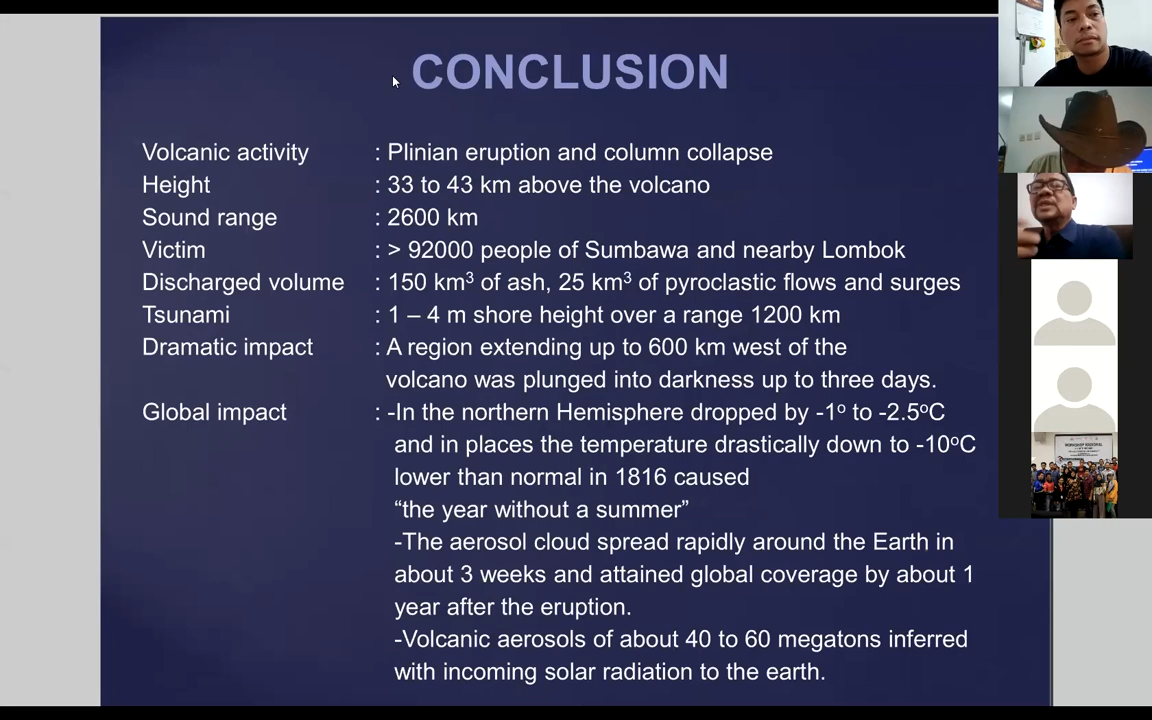 CONCLUSION
Volcanic activity : Plinian eruption and column collapse
Height : 33 to 43 km above the volcano
Sound range : 2600 km
Victim : > 92000 people of Sumbawa and nearby Lombok
Discharged volume : 150 km³ of ash, 25 km³ of pyroclastic flows and surges
Tsunami : 1 – 4 m shore height over a range 1200 km
Dramatic impact : A region extending up to 600 km west of the
volcano was plunged into darkness up to three days.
Global impact : -In the northern Hemisphere dropped by -1º to -2.5ºC
and in places the temperature drastically down to -10ºC
lower than normal in 1816 caused
“the year without a summer”
-The aerosol cloud spread rapidly around the Earth in
about 3 weeks and attained global coverage by about 1
year after the eruption.
-Volcanic aerosols of about 40 to 60 megatons inferred
with incoming solar radiation to the earth.